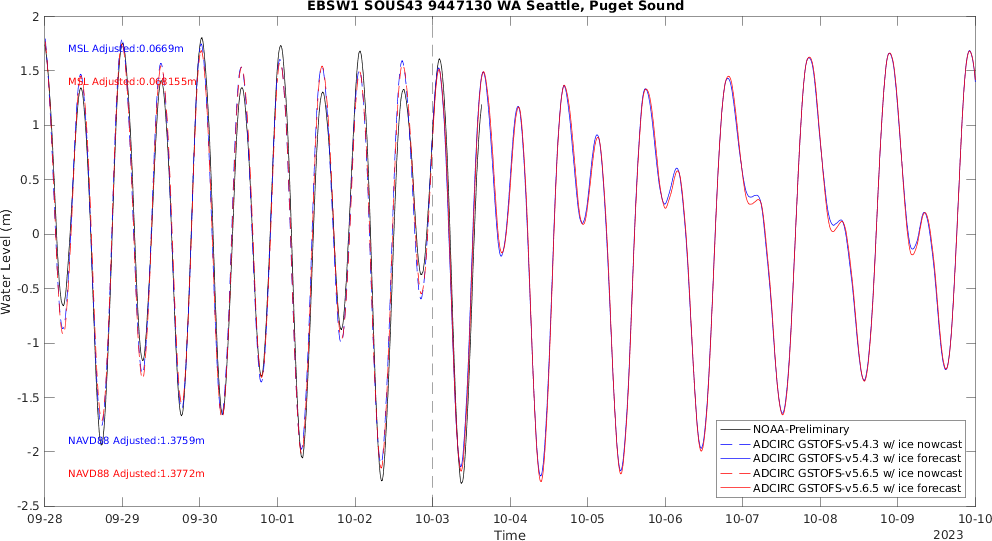 EBSW1 SOUS43 9447130 WA Seattle, Puget Sound
Water Level (m)
2
1.5
1
0.5
0
-0.5
-1
-1.5
-2
-2.5
MSL Adjusted:0.0669m
MSL Adjusted:0.068155m
NAVD88 Adjusted:1.3759m
NAVD88 Adjusted:1.3772m
NOAA-Preliminary
ADCIRC GSTOFS-v5.4.3 w/ ice nowcast
ADCIRC GSTOFS-v5.4.3 w/ ice forecast
ADCIRC GSTOFS-v5.6.5 w/ ice nowcast
ADCIRC GSTOFS-v5.6.5 w/ ice forecast
09-28 09-29 09-30 10-01 10-02 10-03 10-04 10-05 10-06 10-07 10-08 10-09 10-10
Time
2023